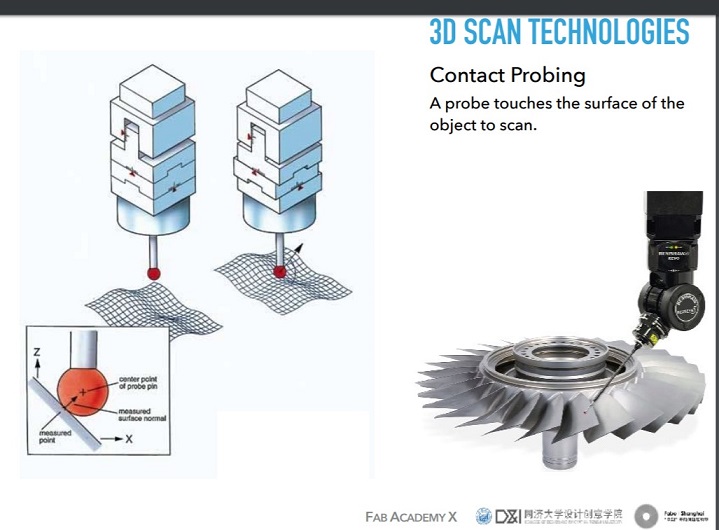 3D SCAN TECHNOLOGIES
Contact Probing
A probe touches the surface of the
object to scan.
Z
center point
of probe pin
measured
surface normal
measured
point
X
FAB ACADEMY X
D&I
同济大学设计创意学院
Fabo Shanghai